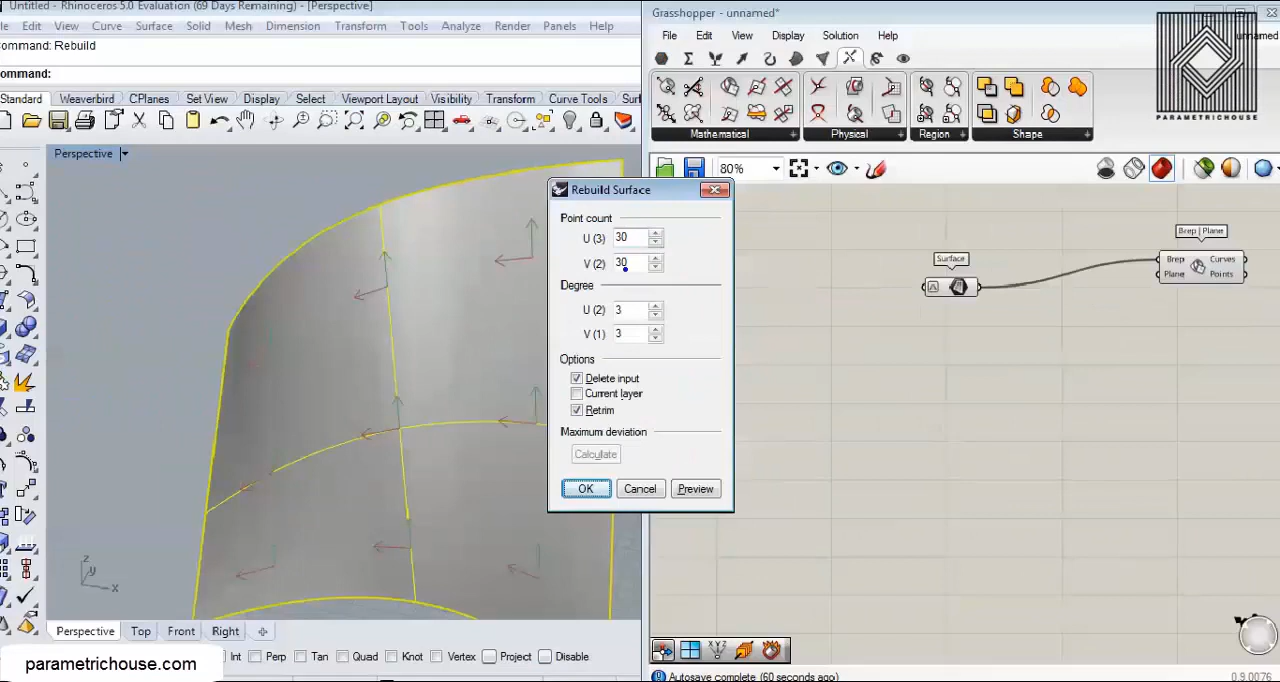 Untitled - Rhinoceros 5.0 Evaluation (69 Days Remaining) - [Perspective]
Edit View Curve Surface Solid Mesh Dimension Transform Tools Analyze Render Panels Help
ommand: Rebuild
ommand:
Standard Weaverbird CPlanes Set View Display Select Viewport Layout Visibility Transform Curve Tools Surf
Perspective
z
y
x
Perspective Top Front Right
Int Perp Tan Quad Knot Vertex Project Disable
parametrichouse.com
Rebuild Surface
Point count
U (3) 30
V (2) 30
Degree
U (2) 3
V (1) 3
Options
Delete input
Current layer
Retrim
Maximum deviation
Calculate
OK Cancel Preview
Grasshopper - unnamed*
File Edit View Display Solution Help
unnamed
PARAMETRICHOUSE
Mathematical Physical Region Shape
80%
Surface
Brep | Plane
Brep Curves
Plane Points
Autosave complete (60 seconds ago)
0.9.0076